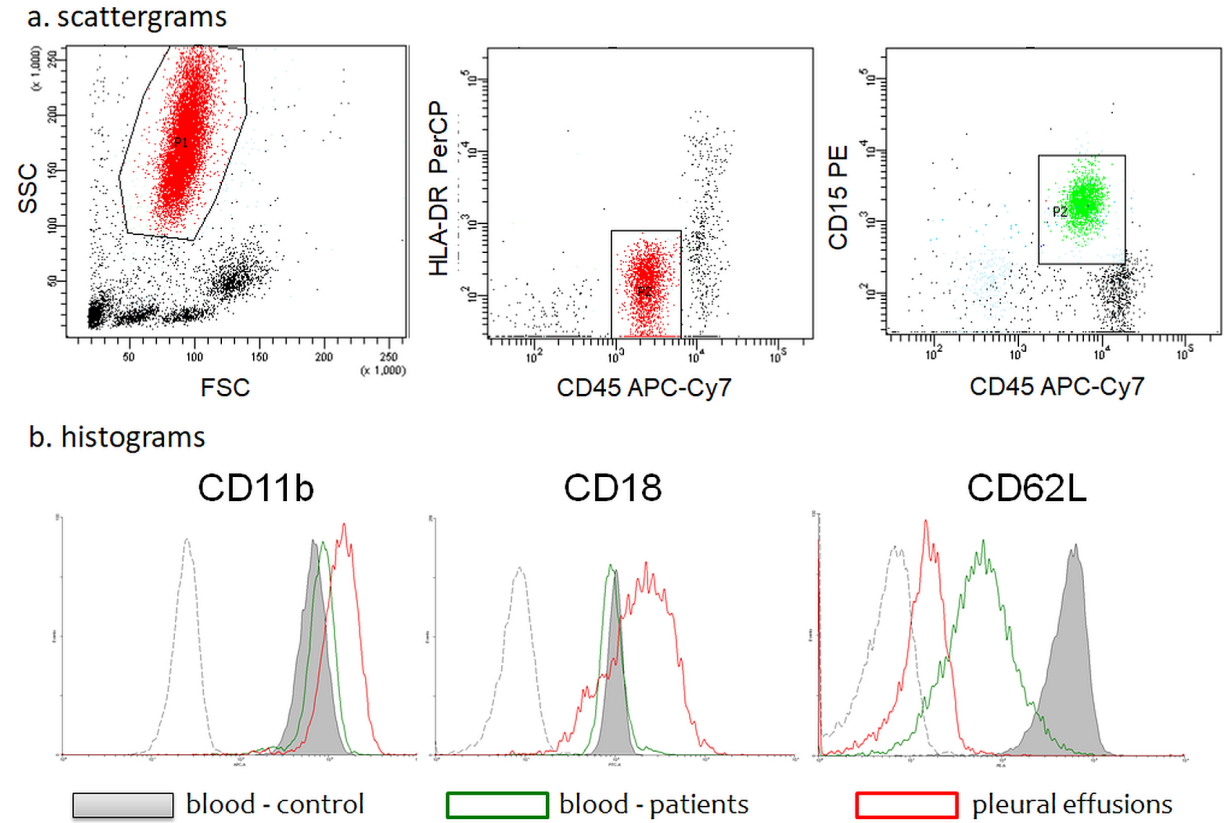 a. scattergrams
SSC
(x 1,000)
250
200
150
100
50
P1
50
100
150
200
250
(x 1,000)
FSC
HLA-DR PerCP
10^5
10^4
10^3
10^2
P2
10^2
10^3
10^4
10^5
CD45 APC-Cy7
CD15 PE
10^5
10^4
10^3
10^2
P2
10^2
10^3
10^4
10^5
CD45 APC-Cy7
b. histograms
CD11b
CD18
CD62L
blood - control
blood - patients
pleural effusions